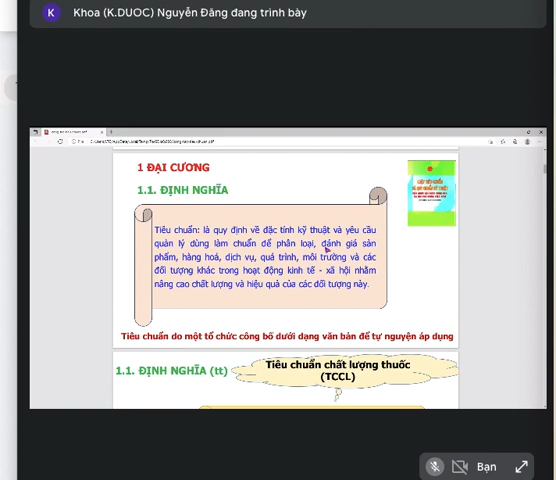 K Khoa (K.DUOC) Nguyễn Đăng đang trình bày
1 ĐẠI CƯƠNG
1.1. ĐỊNH NGHĨA
Tiêu chuẩn: là quy định về đặc tính kỹ thuật và yêu cầu
quản lý dùng làm chuẩn để phân loại, đánh giá sản
phẩm, hàng hoá, dịch vụ, quá trình, môi trường và các
đối tượng khác trong hoạt động kinh tế - xã hội nhằm
nâng cao chất lượng và hiệu quả của các đối tượng này.
Tiêu chuẩn do một tổ chức công bố dưới dạng văn bản để tự nguyện áp dụng
1.1. ĐỊNH NGHĨA (tt)
Tiêu chuẩn chất lượng thuốc
(TCCL)
Bạn